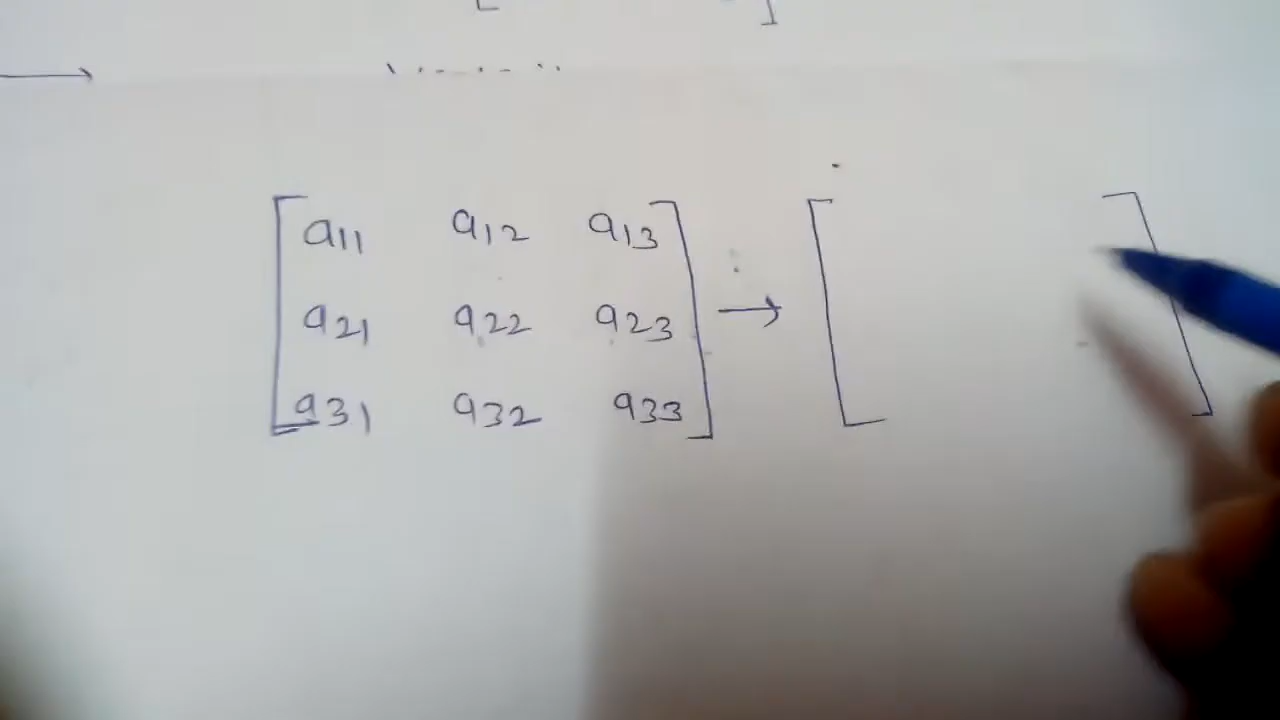 [ a11 a12 a13 ] → [ ]
a21 a22 a23
a31 a32 a33